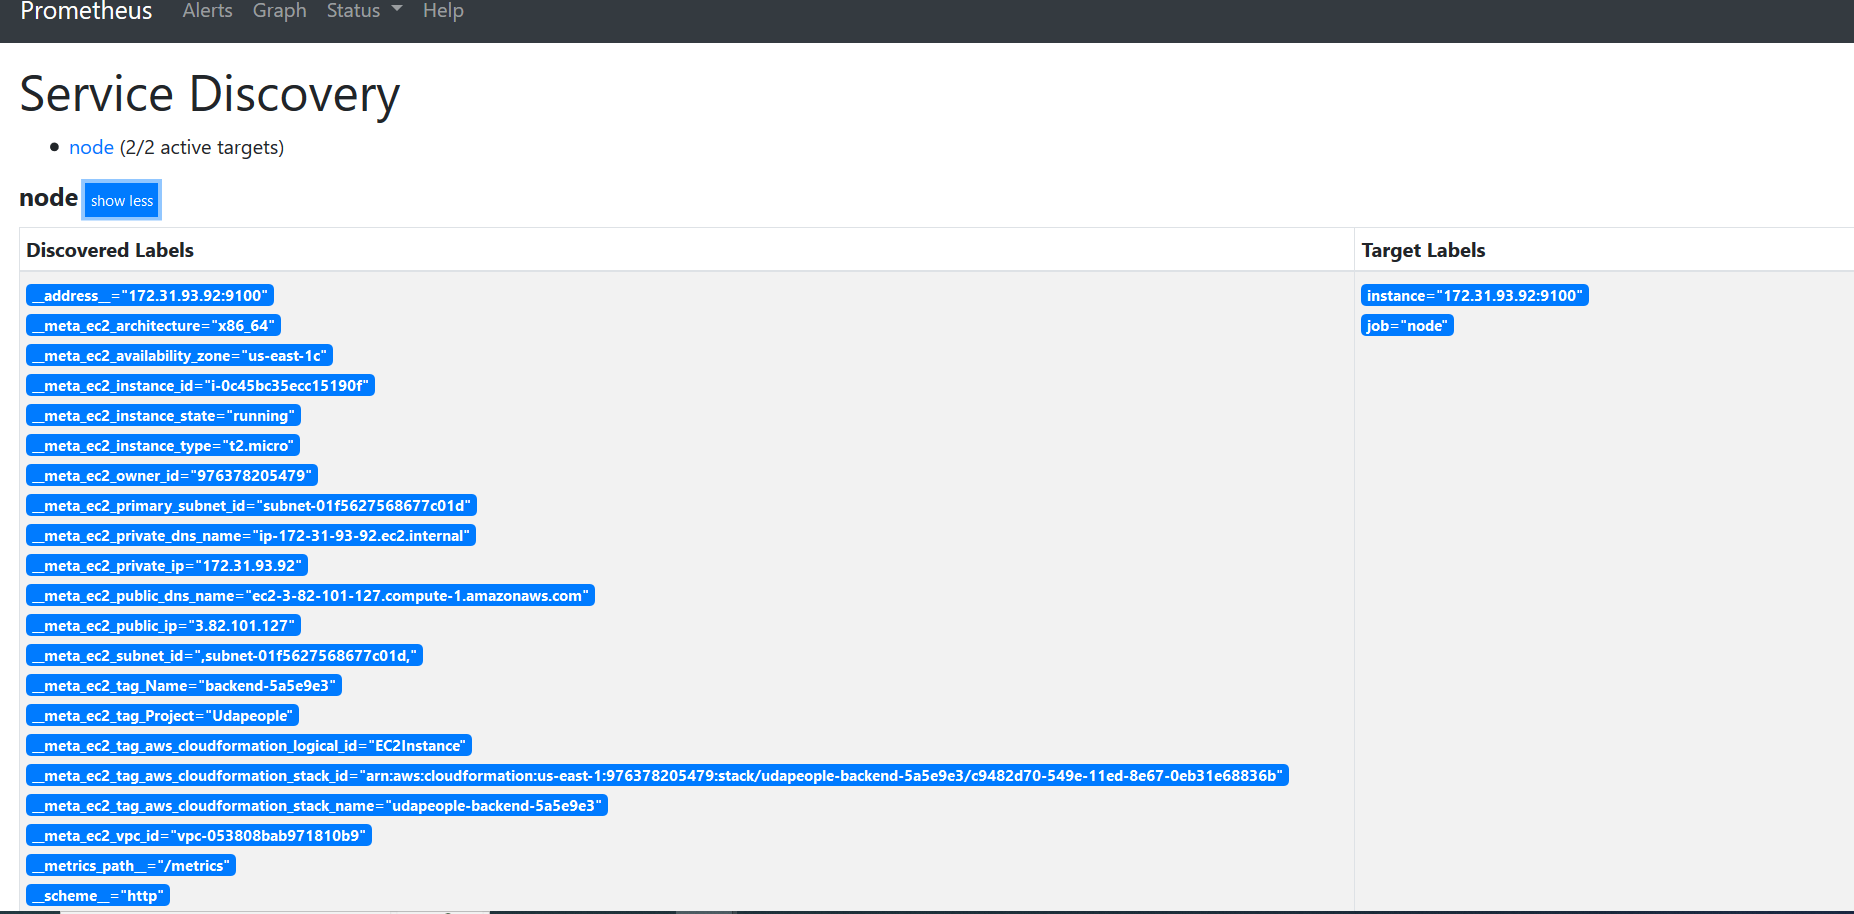 Prometheus Alerts Graph Status Help
Service Discovery
node (2/2 active targets)
node show less
Discovered Labels Target Labels
__address__="172.31.93.92:9100" instance="172.31.93.92:9100"
__meta_ec2_architecture="x86_64" job="node"
__meta_ec2_availability_zone="us-east-1c"
__meta_ec2_instance_id="i-0c45bc35ecc15190f"
__meta_ec2_instance_state="running"
__meta_ec2_instance_type="t2.micro"
__meta_ec2_owner_id="976378205479"
__meta_ec2_primary_subnet_id="subnet-01f5627568677c01d"
__meta_ec2_private_dns_name="ip-172-31-93-92.ec2.internal"
__meta_ec2_private_ip="172.31.93.92"
__meta_ec2_public_dns_name="ec2-3-82-101-127.compute-1.amazonaws.com"
__meta_ec2_public_ip="3.82.101.127"
__meta_ec2_subnet_id=",subnet-01f5627568677c01d,"
__meta_ec2_tag_Name="backend-5a5e9e3"
__meta_ec2_tag_Project="Udapeople"
__meta_ec2_tag_aws_cloudformation_logical_id="EC2Instance"
__meta_ec2_tag_aws_cloudformation_stack_id="arn:aws:cloudformation:us-east-1:976378205479:stack/udapeople-backend-5a5e9e3/c9482d70-549e-11ed-8e67-0eb31e68836b"
__meta_ec2_tag_aws_cloudformation_stack_name="udapeople-backend-5a5e9e3"
__meta_ec2_vpc_id="vpc-053808bab971810b9"
__metrics_path__="/metrics"
__scheme__="http"